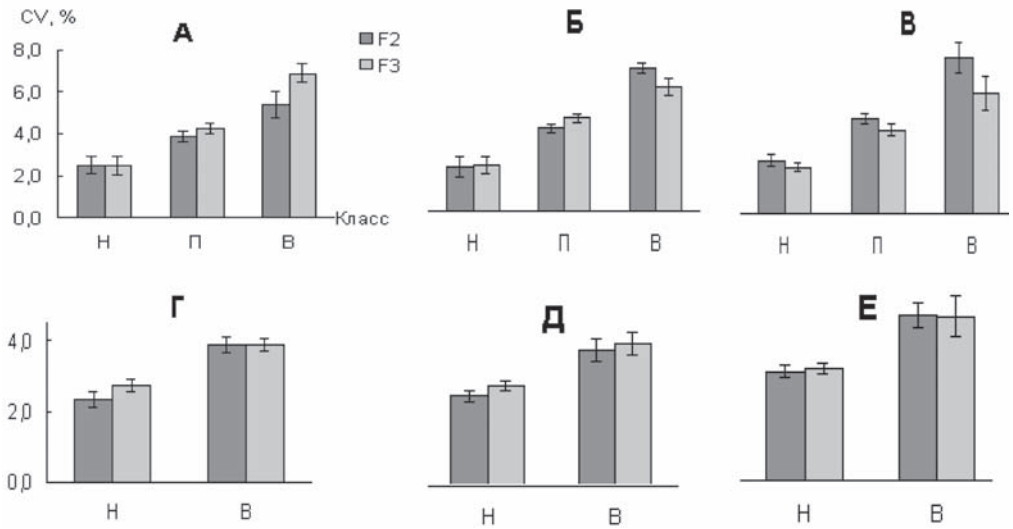 CV, %
А
Б
В
F2
F3
8,0
6,0
4,0
2,0
0,0
Класс
Н П В
Н П В
Н П В
Г
Д
Е
4,0
2,0
0,0
Н В
Н В
Н В